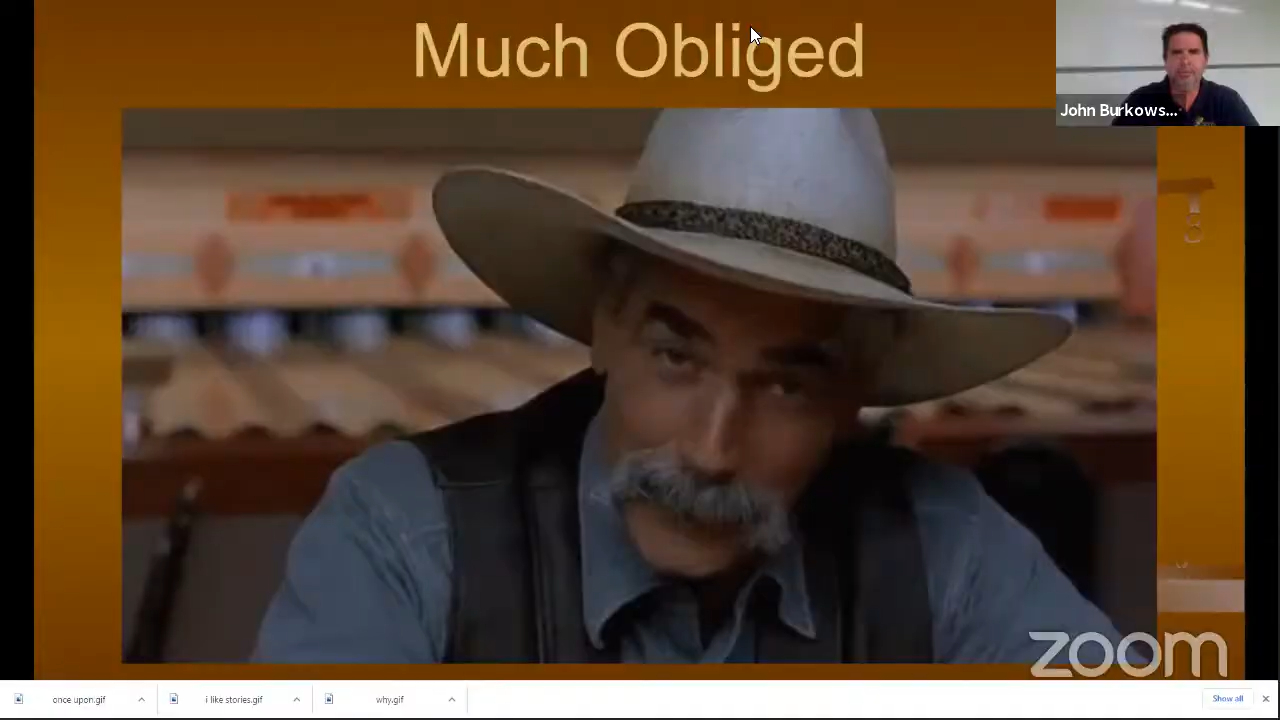 Much Obliged
John Burkows...
zoom
once upon.gif
i like stories.gif
why.gif
Show all